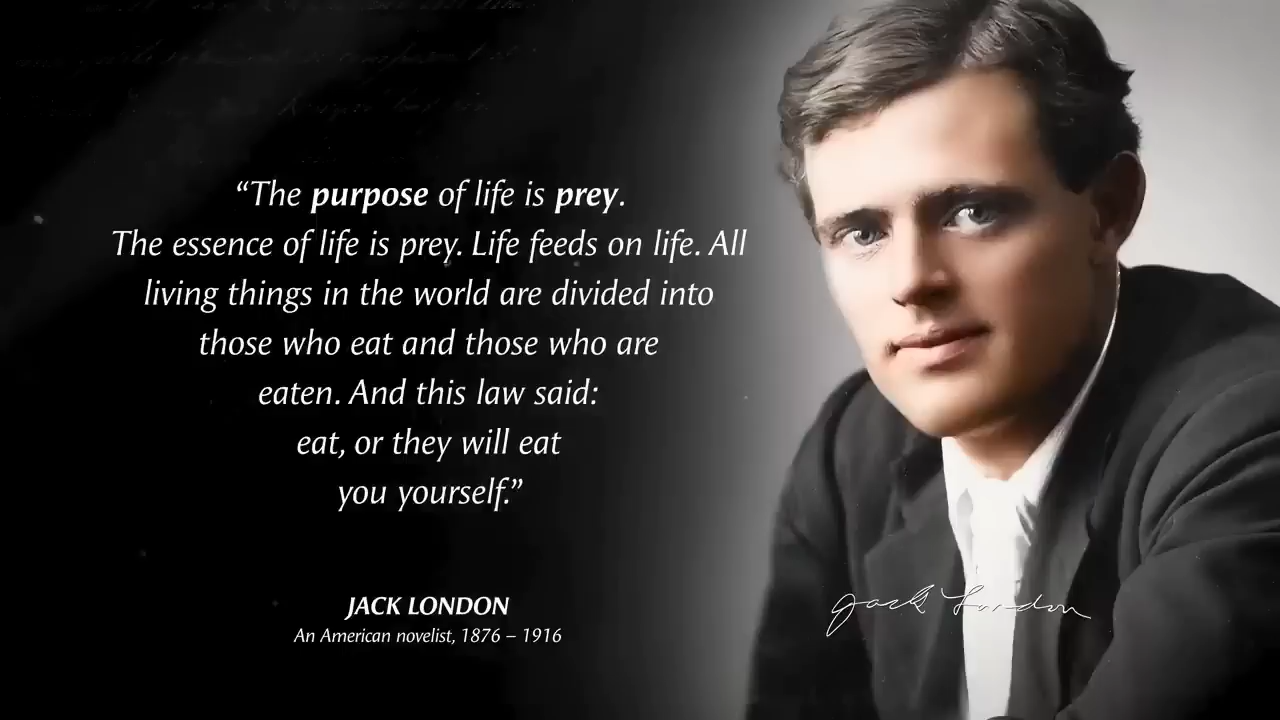 “The purpose of life is prey.
The essence of life is prey. Life feeds on life. All
living things in the world are divided into
those who eat and those who are
eaten. And this law said:
eat, or they will eat
you yourself.”
JACK LONDON
An American novelist, 1876 – 1916
Jack London